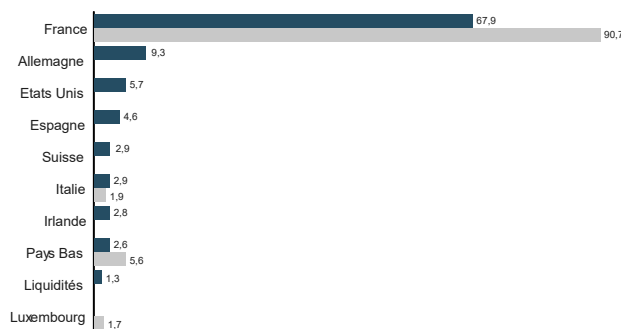 France 67,9
90,7
Allemagne 9,3
Etats Unis 5,7
Espagne 4,6
Suisse 2,9
Italie 2,9
1,9
Irlande 2,8
Pays Bas 2,6
5,6
Liquidités 1,3
Luxembourg 1,7